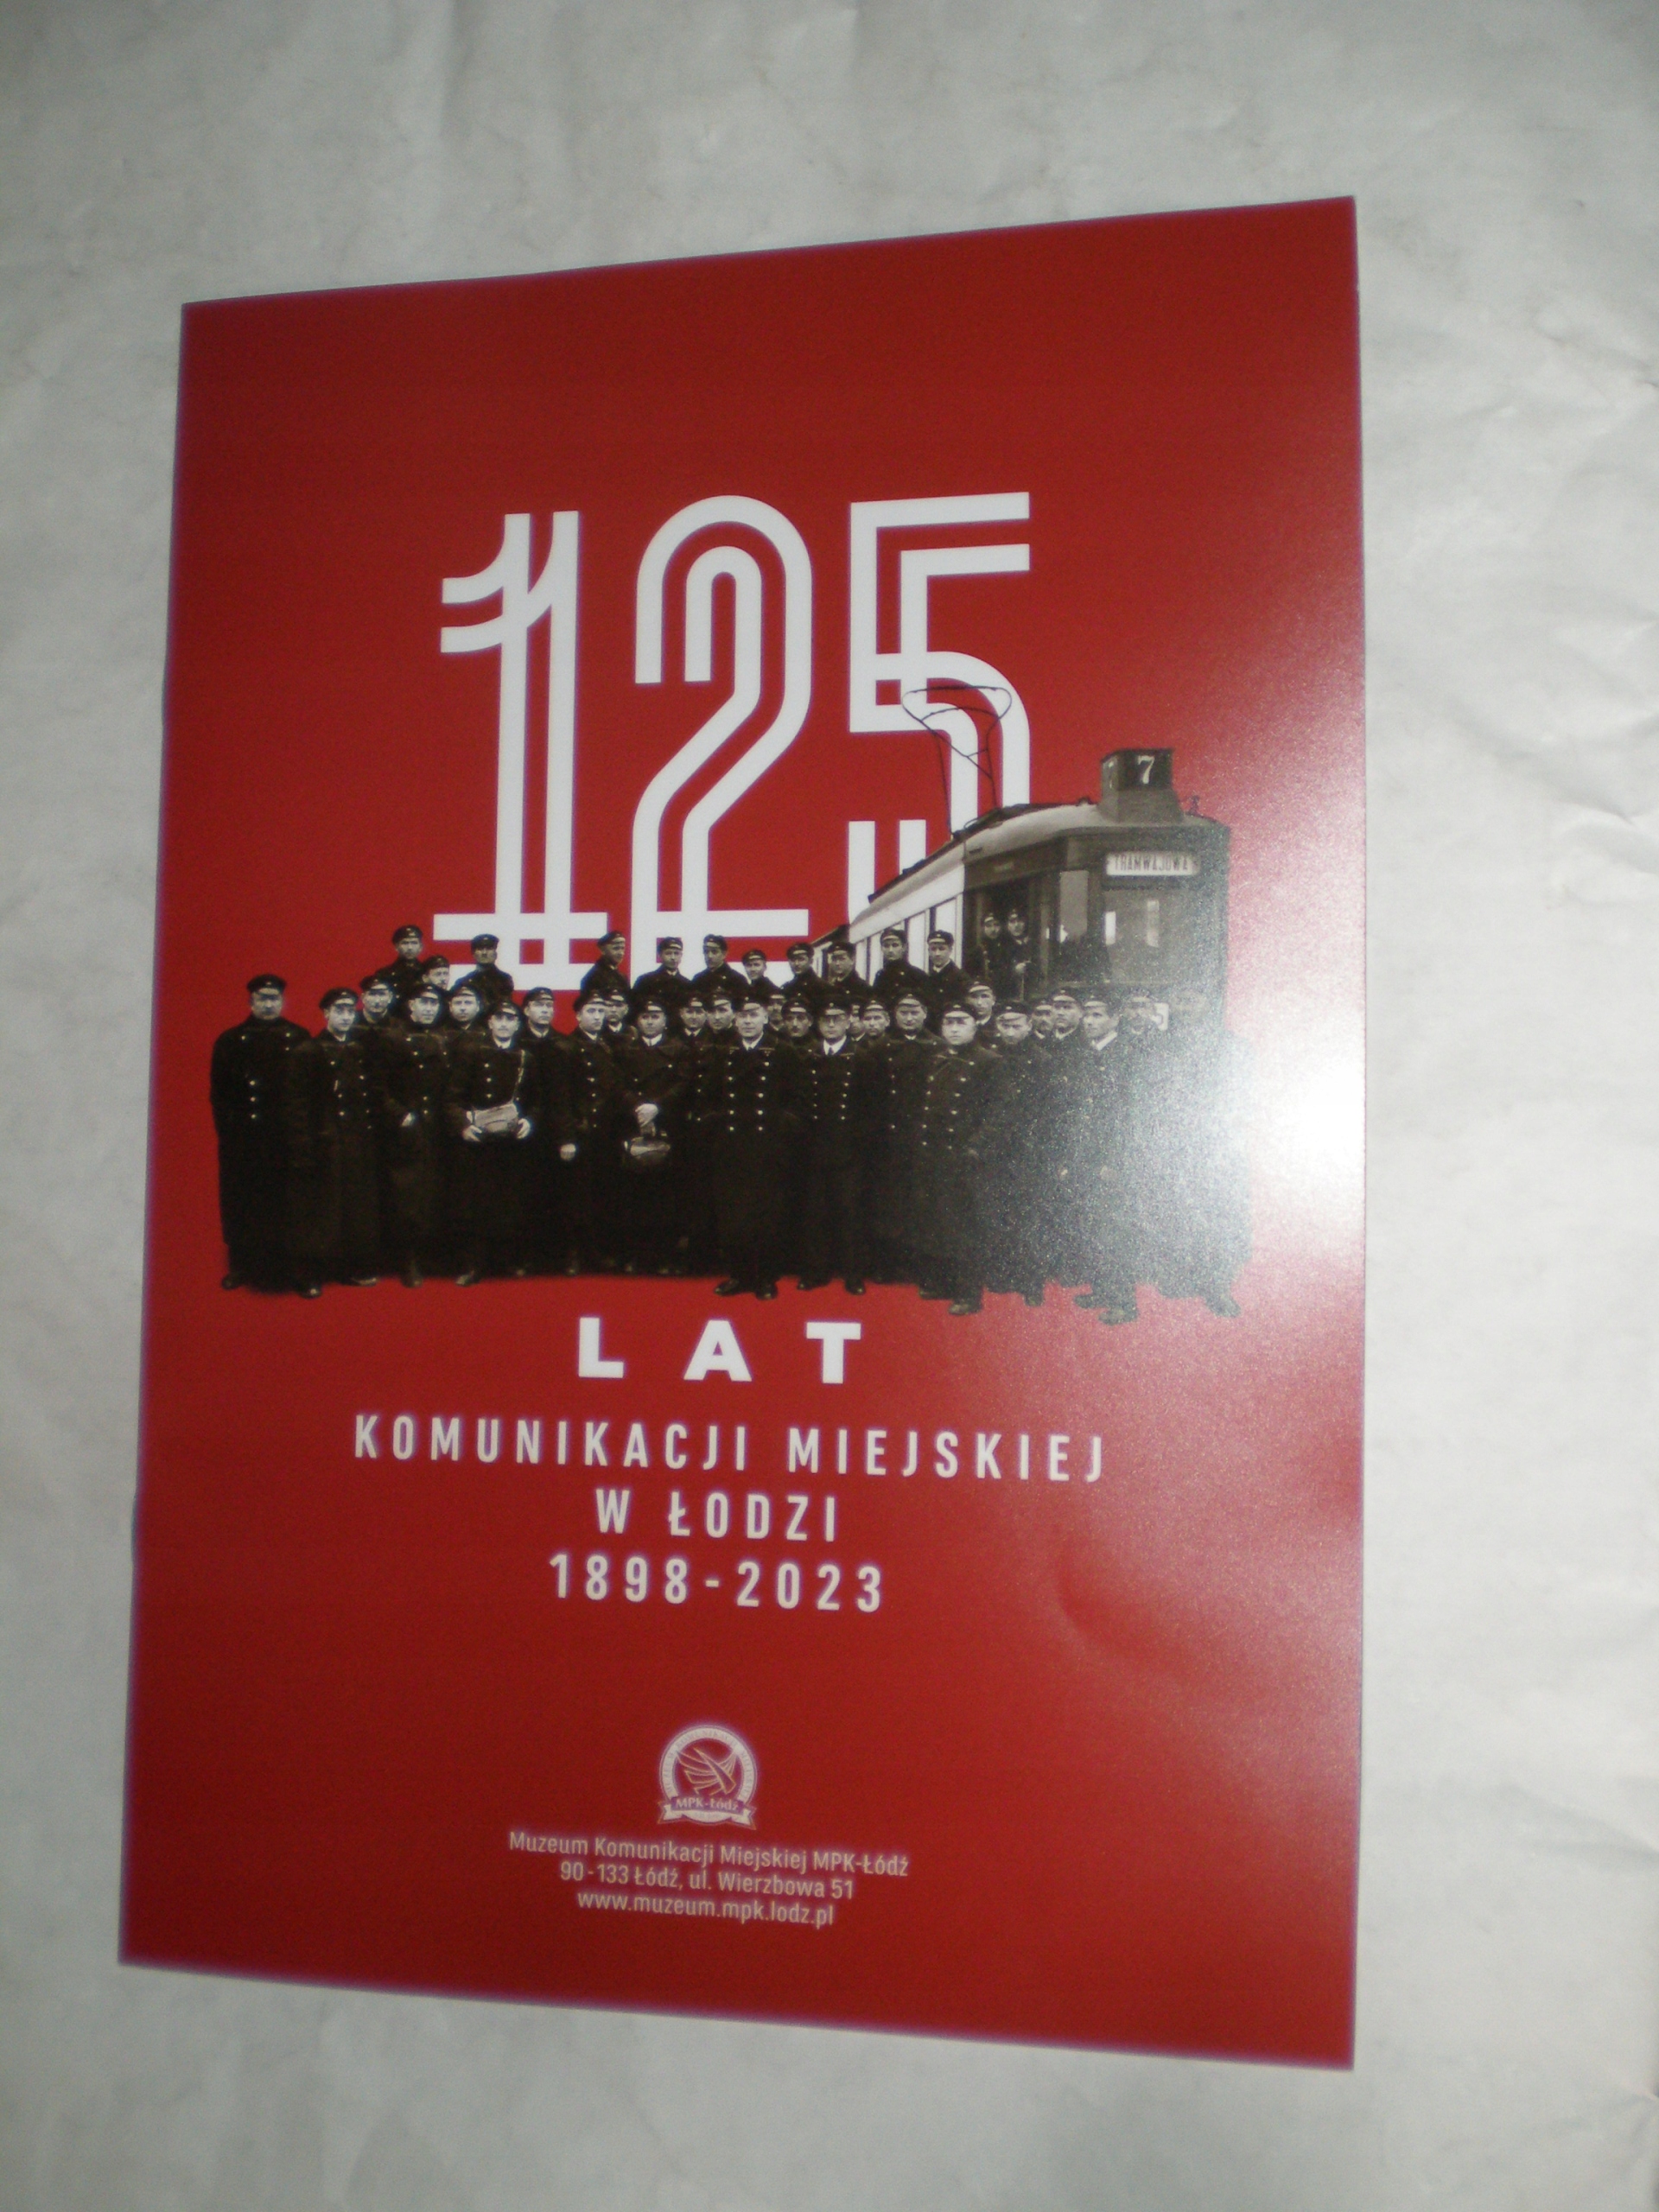 125
7
TRAMWAJOWA
LAT
KOMUNIKACJI MIEJSKIEJ
W ŁODZI
1898-2023
MPK-Łódź
Muzeum Komunikacji Miejskiej MPK-Łódź
90-133 Łódź, ul. Wierzbowa 51
www.muzeum.mpk.lodz.pl